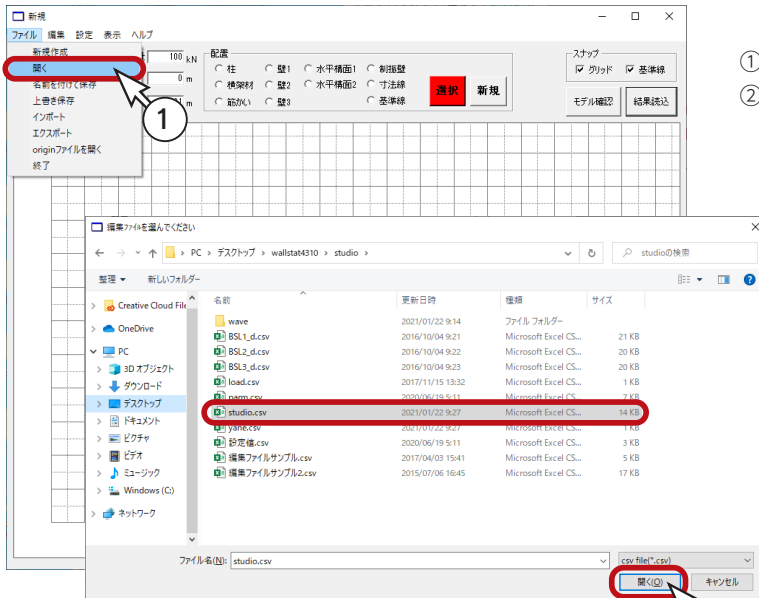 新規
ファイル 編集 設定 表示 ヘルプ
新規作成
開く
名前を付けて保存
上書き保存
インポート
エクスポート
originファイルを開く
終了
100 kN
0 m
m
配置
柱 壁1 水平構面1 制振壁
横架材 壁2 水平構面2 寸法線
筋かい 壁3 基準線
選択 新規
スナップ
グリッド 基準線
モデル確認 結果読込
①
②
1
編集ファイルを選んでください
PC › デスクトップ › wallstat4310 › studio ›
studioの検索
整理 新しいフォルダー
名前 更新日時 種類 サイズ
Creative Cloud File
OneDrive
PC
3D オブジェクト
ダウンロード
デスクトップ
ドキュメント
ピクチャ
ビデオ
ミュージック
Windows (C:)
ネットワーク
wave 2021/01/22 9:14 ファイル フォルダー
BSL1_d.csv 2016/10/04 9:21 Microsoft Excel CS... 21 KB
BSL2_d.csv 2016/10/04 9:22 Microsoft Excel CS... 20 KB
BSL3_d.csv 2016/10/04 9:23 Microsoft Excel CS... 20 KB
load.csv 2017/11/15 13:32 Microsoft Excel CS... 1 KB
parm.csv 2020/06/19 5:11 Microsoft Excel CS... 7 KB
studio.csv 2021/01/22 9:27 Microsoft Excel CS... 14 KB
yane.csv 2021/01/22 9:27 Microsoft Excel CS... 1 KB
設定値.csv 2020/06/19 5:11 Microsoft Excel CS... 3 KB
編集ファイルサンプル.csv 2017/04/03 15:41 Microsoft Excel CS... 5 KB
編集ファイルサンプル2.csv 2015/07/06 16:45 Microsoft Excel CS... 17 KB
ファイル名(N): studio.csv
csv file(*.csv)
開く(O) キャンセル